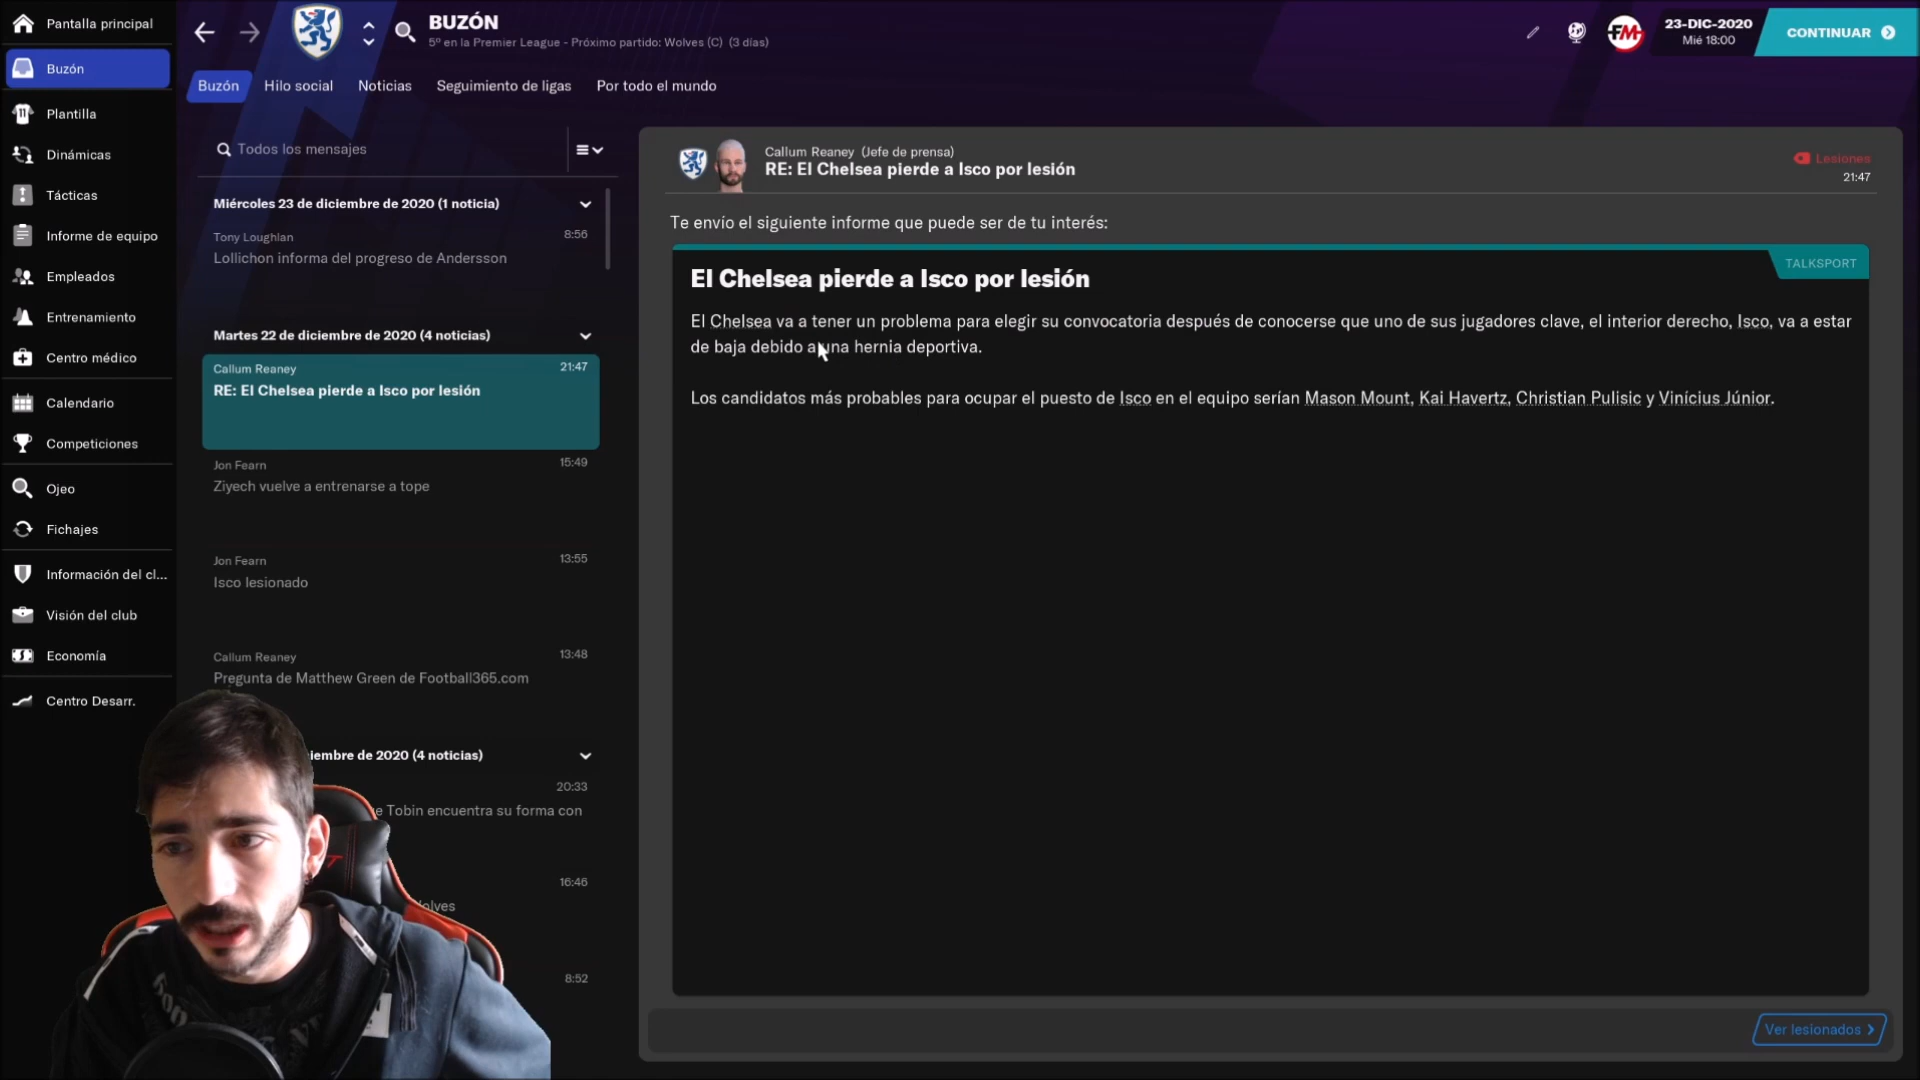 Pantalla principal
Buzón
Plantilla
Dinámicas
Tácticas
Informe de equipo
Empleados
Entrenamiento
Centro médico
Calendario
Competiciones
Ojeo
Fichajes
Información del cl...
Visión del club
Economía
Centro Desarr.
BUZÓN
5º en la Premier League - Próximo partido: Wolves (C) (3 días)
FM
23-DIC-2020
Mié 18:00
CONTINUAR
Buzón
Hilo social
Noticias
Seguimiento de ligas
Por todo el mundo
Todos los mensajes
Miércoles 23 de diciembre de 2020 (1 noticia)
Tony Loughlan
8:56
Lollichon informa del progreso de Andersson
Martes 22 de diciembre de 2020 (4 noticias)
Callum Reaney
21:47
RE: El Chelsea pierde a Isco por lesión
Jon Fearn
15:49
Ziyech vuelve a entrenarse a tope
Jon Fearn
13:55
Isco lesionado
Callum Reaney
13:48
Pregunta de Matthew Green de Football365.com
iembre de 2020 (4 noticias)
20:33
e Tobin encuentra su forma con
16:46
Wolves
8:52
Callum Reaney (Jefe de prensa)
RE: El Chelsea pierde a Isco por lesión
Lesiones
21:47
Te envío el siguiente informe que puede ser de tu interés:
TALKSPORT
El Chelsea pierde a Isco por lesión
El Chelsea va a tener un problema para elegir su convocatoria después de conocerse que uno de sus jugadores clave, el interior derecho, Isco, va a estar
de baja debido a una hernia deportiva.
Los candidatos más probables para ocupar el puesto de Isco en el equipo serían Mason Mount, Kai Havertz, Christian Pulisic y Vinícius Júnior.
Ver lesionados